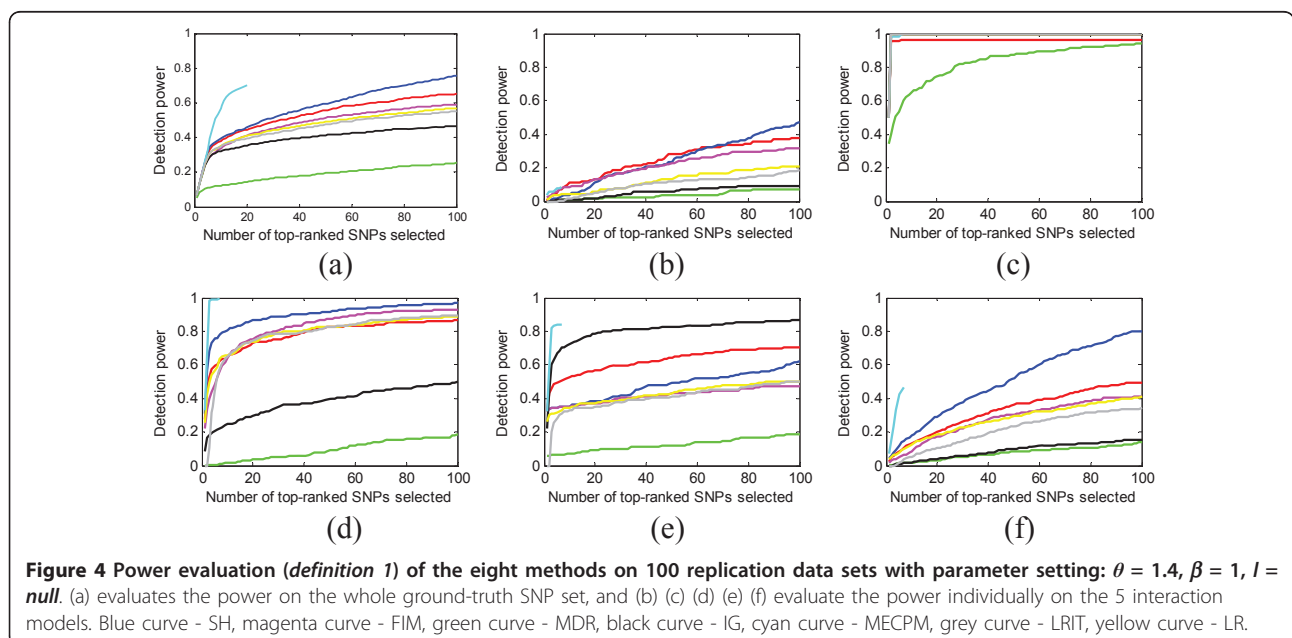 Detection power
1
0.8
0.6
0.4
0.2
0
0 20 40 60 80 100
Number of top-ranked SNPs selected
(a)
Detection power
1
0.8
0.6
0.4
0.2
0
0 20 40 60 80 100
Number of top-ranked SNPs selected
(b)
Detection power
1
0.8
0.6
0.4
0.2
0
0 20 40 60 80 100
Number of top-ranked SNPs selected
(c)
Detection power
1
0.8
0.6
0.4
0.2
0
0 20 40 60 80 100
Number of top-ranked SNPs selected
(d)
Detection power
1
0.8
0.6
0.4
0.2
0
0 20 40 60 80 100
Number of top-ranked SNPs selected
(e)
Detection power
1
0.8
0.6
0.4
0.2
0
0 20 40 60 80 100
Number of top-ranked SNPs selected
(f)
Figure 4 Power evaluation (definition 1) of the eight methods on 100 replication data sets with parameter setting: θ = 1.4, β = 1, l =
null. (a) evaluates the power on the whole ground-truth SNP set, and (b) (c) (d) (e) (f) evaluate the power individually on the 5 interaction
models. Blue curve - SH, magenta curve - FIM, green curve - MDR, black curve - IG, cyan curve - MECPM, grey curve - LRIT, yellow curve - LR.